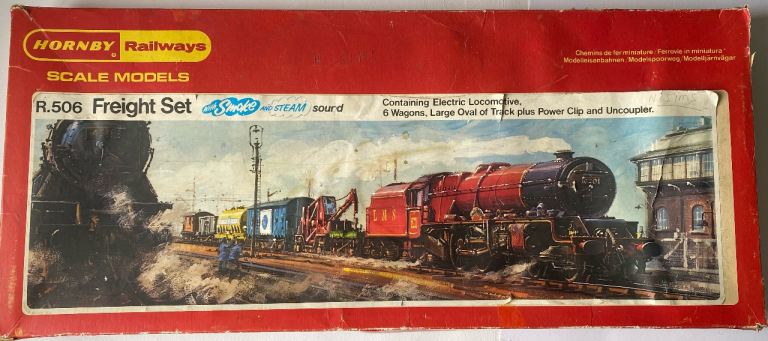 HORNBY Railways
SCALE MODELS
Chemins de fer miniature / Ferrovie in miniatura
Modelleisenbahnen / Modelspoorweg / Modelljärnvägar
R.506 Freight Set with Smoke AND STEAM sound
Containing Electric Locomotive,
6 Wagons, Large Oval of Track plus Power Clip and Uncoupler.
LMS